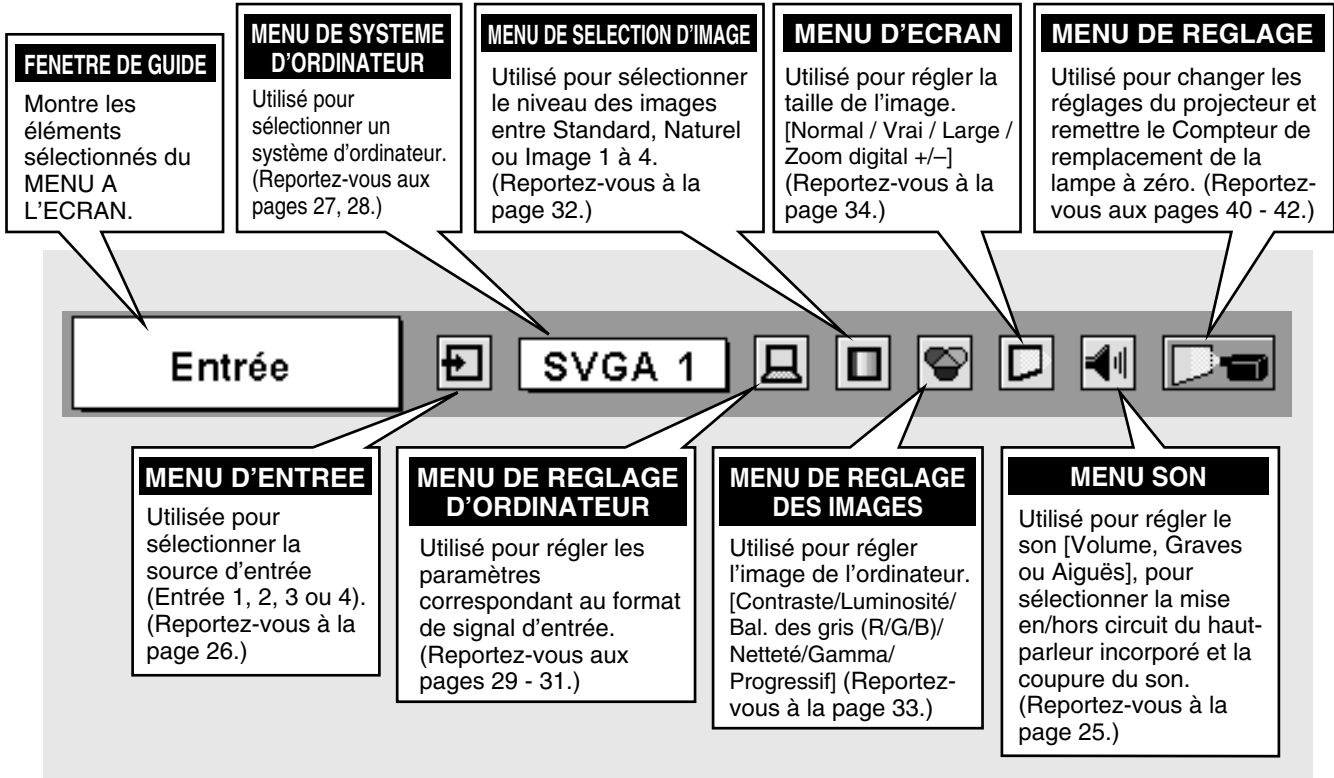 FENETRE DE GUIDE
Montre les
éléments
sélectionnés du
MENU A
L'ECRAN.
MENU DE SYSTEME
D'ORDINATEUR
Utilisé pour
sélectionner un
système d'ordinateur.
(Reportez-vous aux
pages 27, 28.)
MENU DE SELECTION D'IMAGE
Utilisé pour sélectionner
le niveau des images
entre Standard, Naturel
ou Image 1 à 4.
(Reportez-vous à la
page 32.)
MENU D'ECRAN
Utilisé pour régler la
taille de l'image.
[Normal / Vrai / Large /
Zoom digital +/–]
(Reportez-vous à la
page 34.)
MENU DE REGLAGE
Utilisé pour changer les
réglages du projecteur et
remettre le Compteur de
remplacement de la
lampe à zéro. (Reportez-
vous aux pages 40 - 42.)
Entrée
SVGA 1
MENU D'ENTREE
Utilisée pour
sélectionner la
source d'entrée
(Entrée 1, 2, 3 ou 4).
(Reportez-vous à la
page 26.)
MENU DE REGLAGE
D'ORDINATEUR
Utilisé pour régler les
paramètres
correspondant au format
de signal d'entrée.
(Reportez-vous aux
pages 29 - 31.)
MENU DE REGLAGE
DES IMAGES
Utilisé pour régler
l'image de l'ordinateur.
[Contraste/Luminosité/
Bal. des gris (R/G/B)/
Netteté/Gamma/
Progressif] (Reportez-
vous à la page 33.)
MENU SON
Utilisé pour régler le
son [Volume, Graves
ou Aiguës], pour
sélectionner la mise
en/hors circuit du haut-
parleur incorporé et la
coupure du son.
(Reportez-vous à la
page 25.)